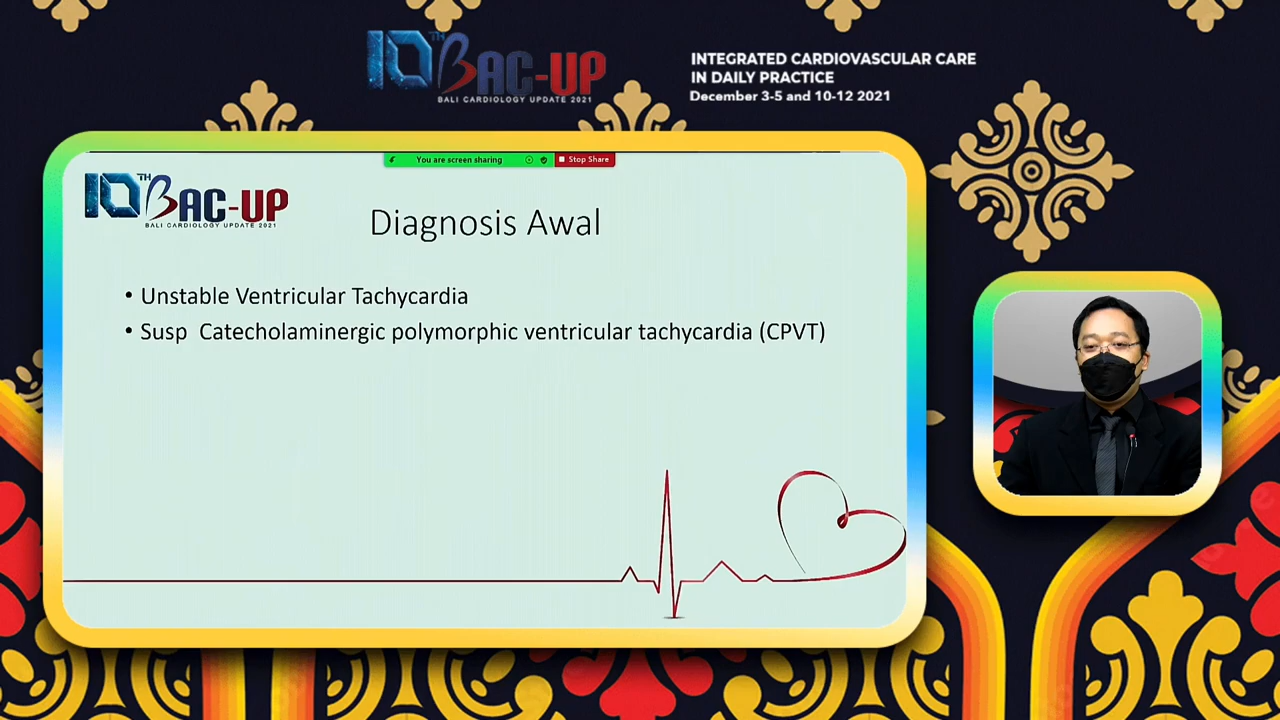 10TH BAC-UP
BALI CARDIOLOGY UPDATE 2021
INTEGRATED CARDIOVASCULAR CARE
IN DAILY PRACTICE
December 3-5 and 10-12 2021
You are screen sharing
Stop Share
10TH BAC-UP
BALI CARDIOLOGY UPDATE 2021
Diagnosis Awal
• Unstable Ventricular Tachycardia
• Susp Catecholaminergic polymorphic ventricular tachycardia (CPVT)